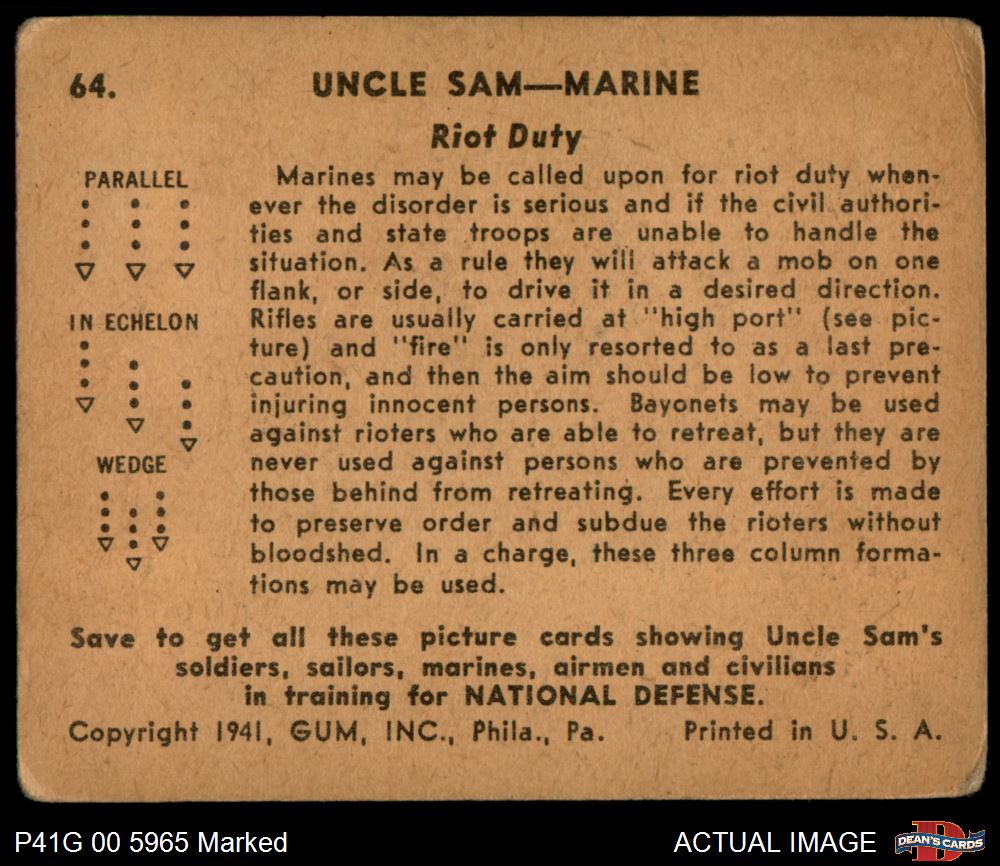 64.
UNCLE SAM—MARINE
Riot Duty
PARALLEL
IN ECHELON
WEDGE
Marines may be called upon for riot duty when-
ever the disorder is serious and if the civil authori-
ties and state troops are unable to handle the
situation. As a rule they will attack a mob on one
flank, or side, to drive it in a desired direction.
Rifles are usually carried at "high port" (see pic-
ture) and "fire" is only resorted to as a last pre-
caution, and then the aim should be low to prevent
injuring innocent persons. Bayonets may be used
against rioters who are able to retreat, but they are
never used against persons who are prevented by
those behind from retreating. Every effort is made
to preserve order and subdue the rioters without
bloodshed. In a charge, these three column forma-
tions may be used.
Save to get all these picture cards showing Uncle Sam's
soldiers, sailors, marines, airmen and civilians
in training for NATIONAL DEFENSE.
Copyright 1941, GUM, INC., Phila., Pa. Printed in U. S. A.
P41G 00 5965 Marked
ACTUAL IMAGE
DEAN'S CARDS